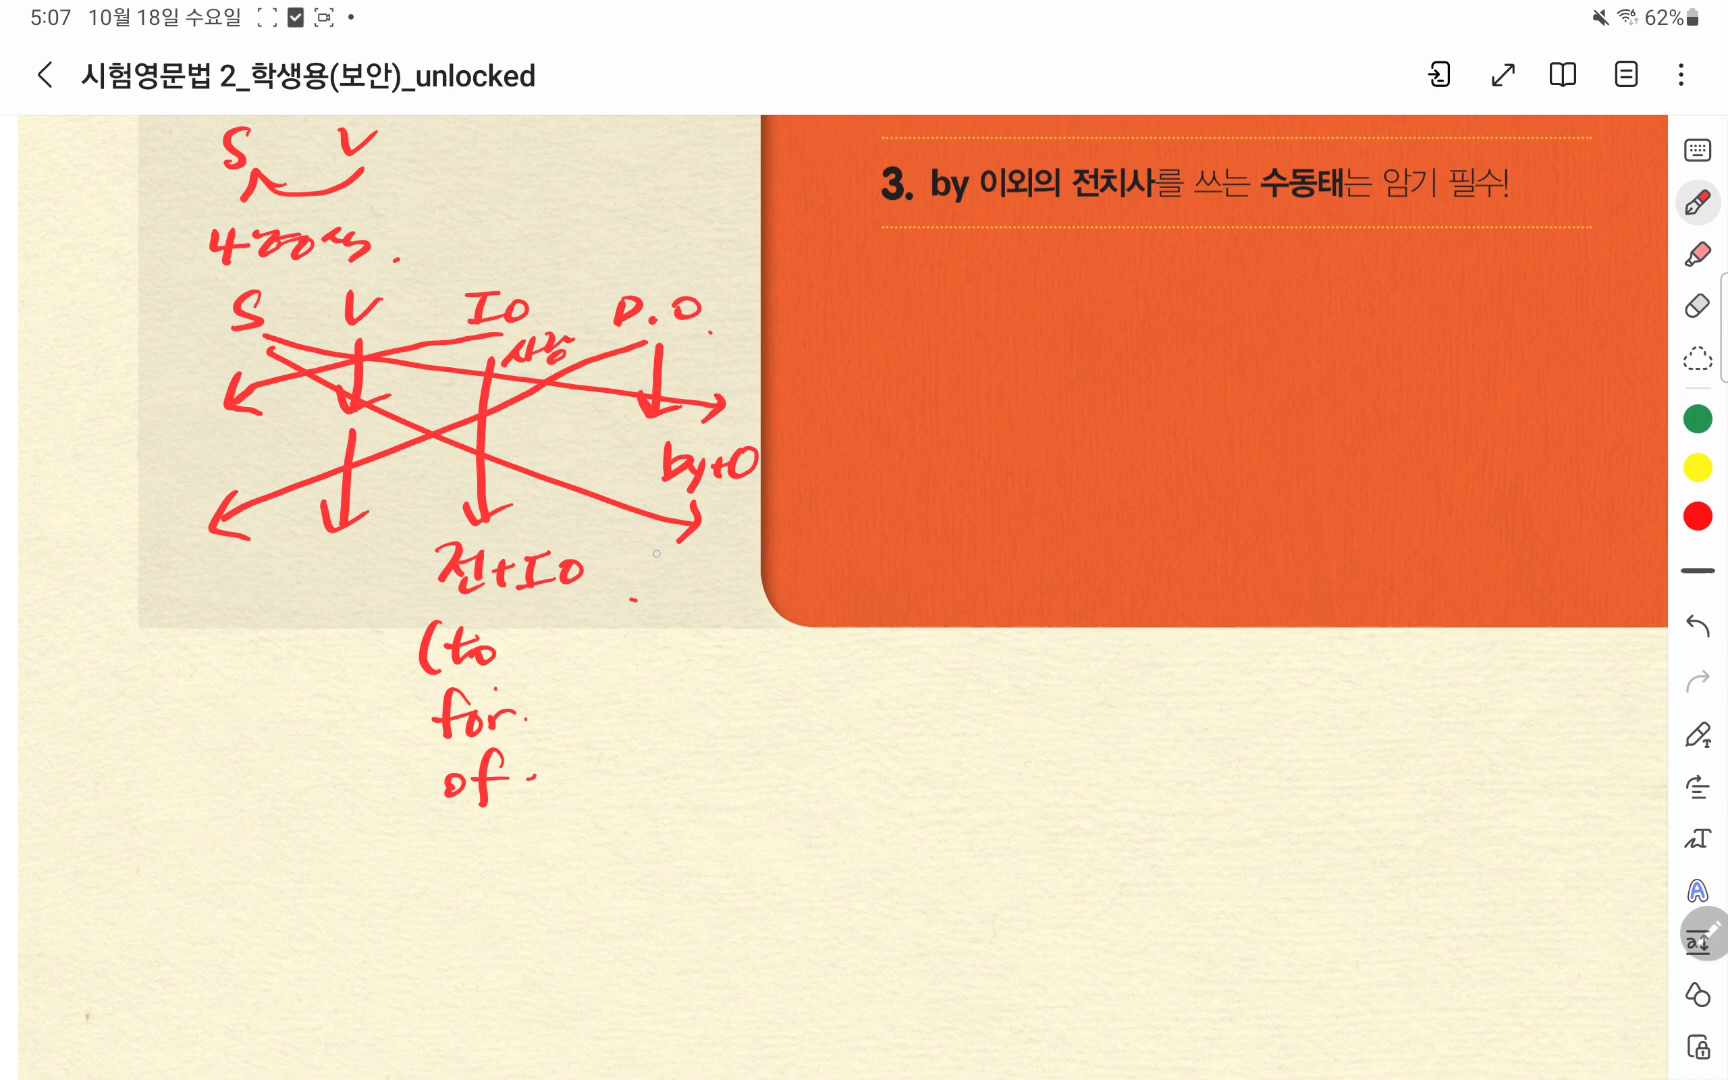 5:07 10월 18일 수요일 62%
시험영문법 2_학생용(보안)_unlocked
S V
4형식.
S V IO D.O.
사람
by+O
전+IO
(to
for.
of.
3. by 이외의 전치사를 쓰는 수동태는 암기 필수!